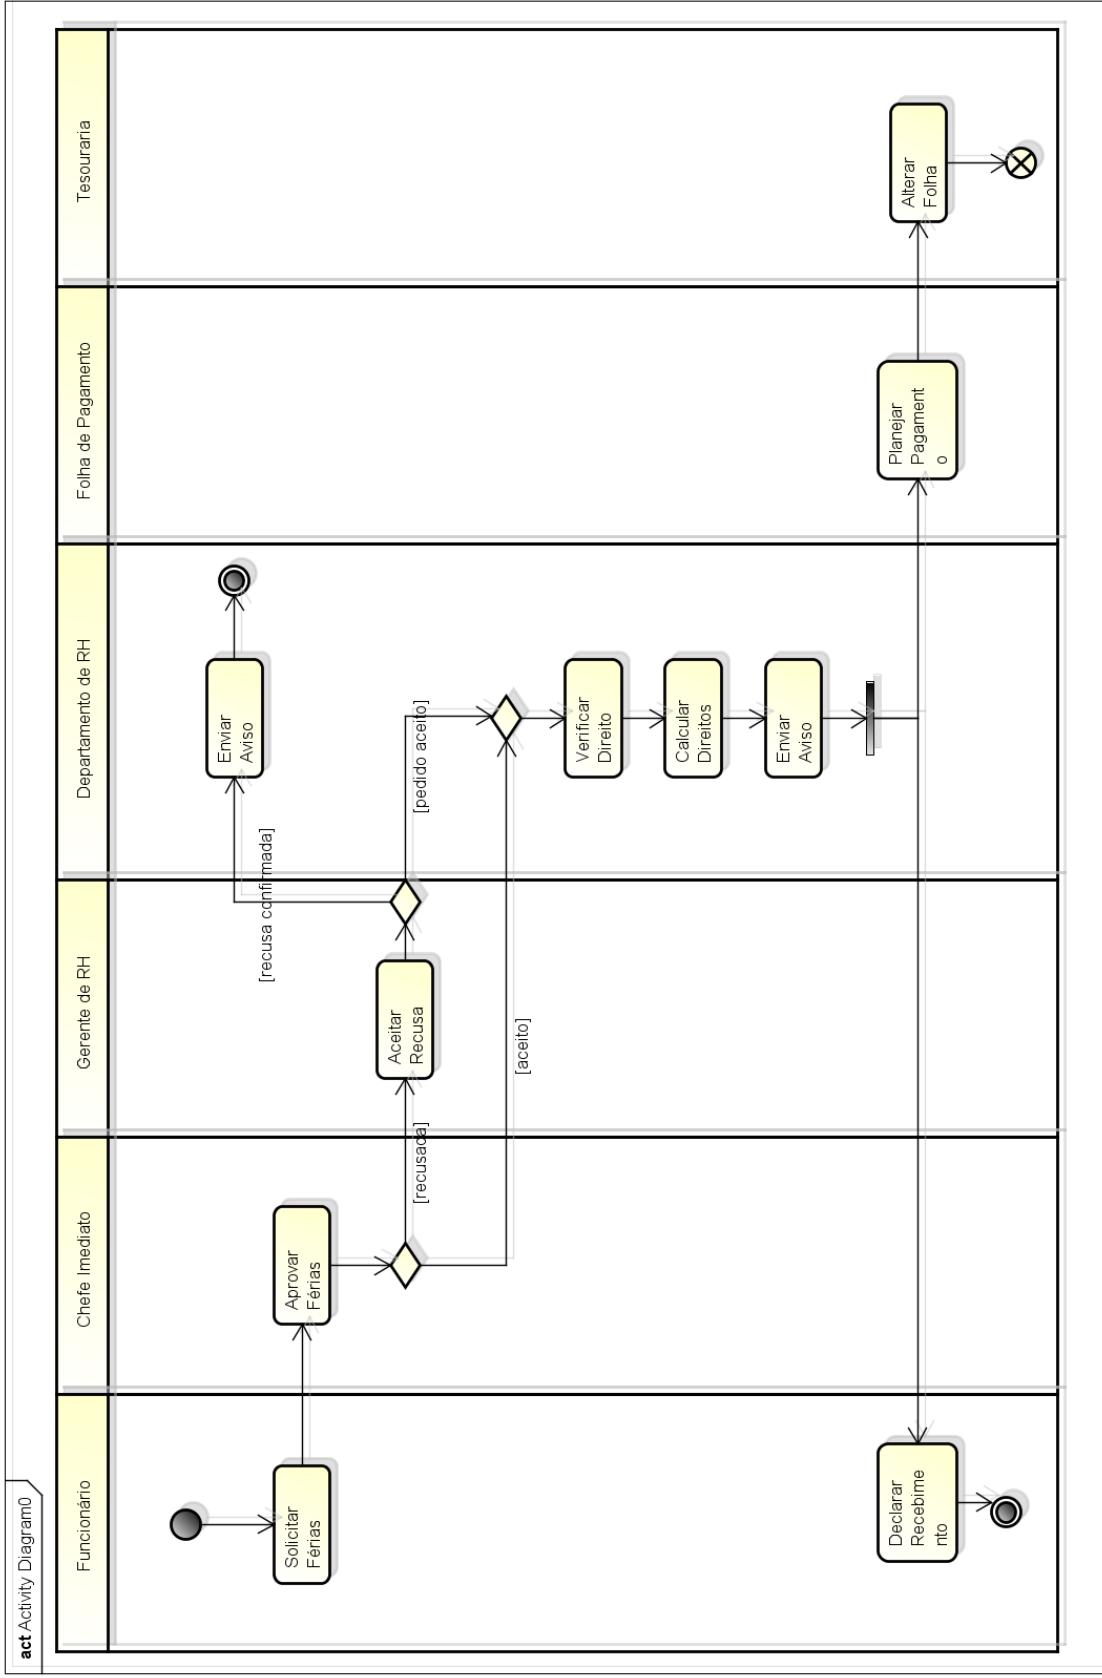 act Activity Diagram0
Funcionário
Chefe Imediato
Gerente de RH
Departamento de RH
Folha de Pagamento
Tesouraria
Solicitar
Férias
Aprovar
Férias
[recusada]
Aceitar
Recusa
[recusa confirmada]
Enviar
Aviso
[pedido aceito]
[aceito]
Verificar
Direito
Calcular
Direitos
Enviar
Aviso
Declarar
Recebime
nto
Planejar
Pagament
o
Alterar
Folha